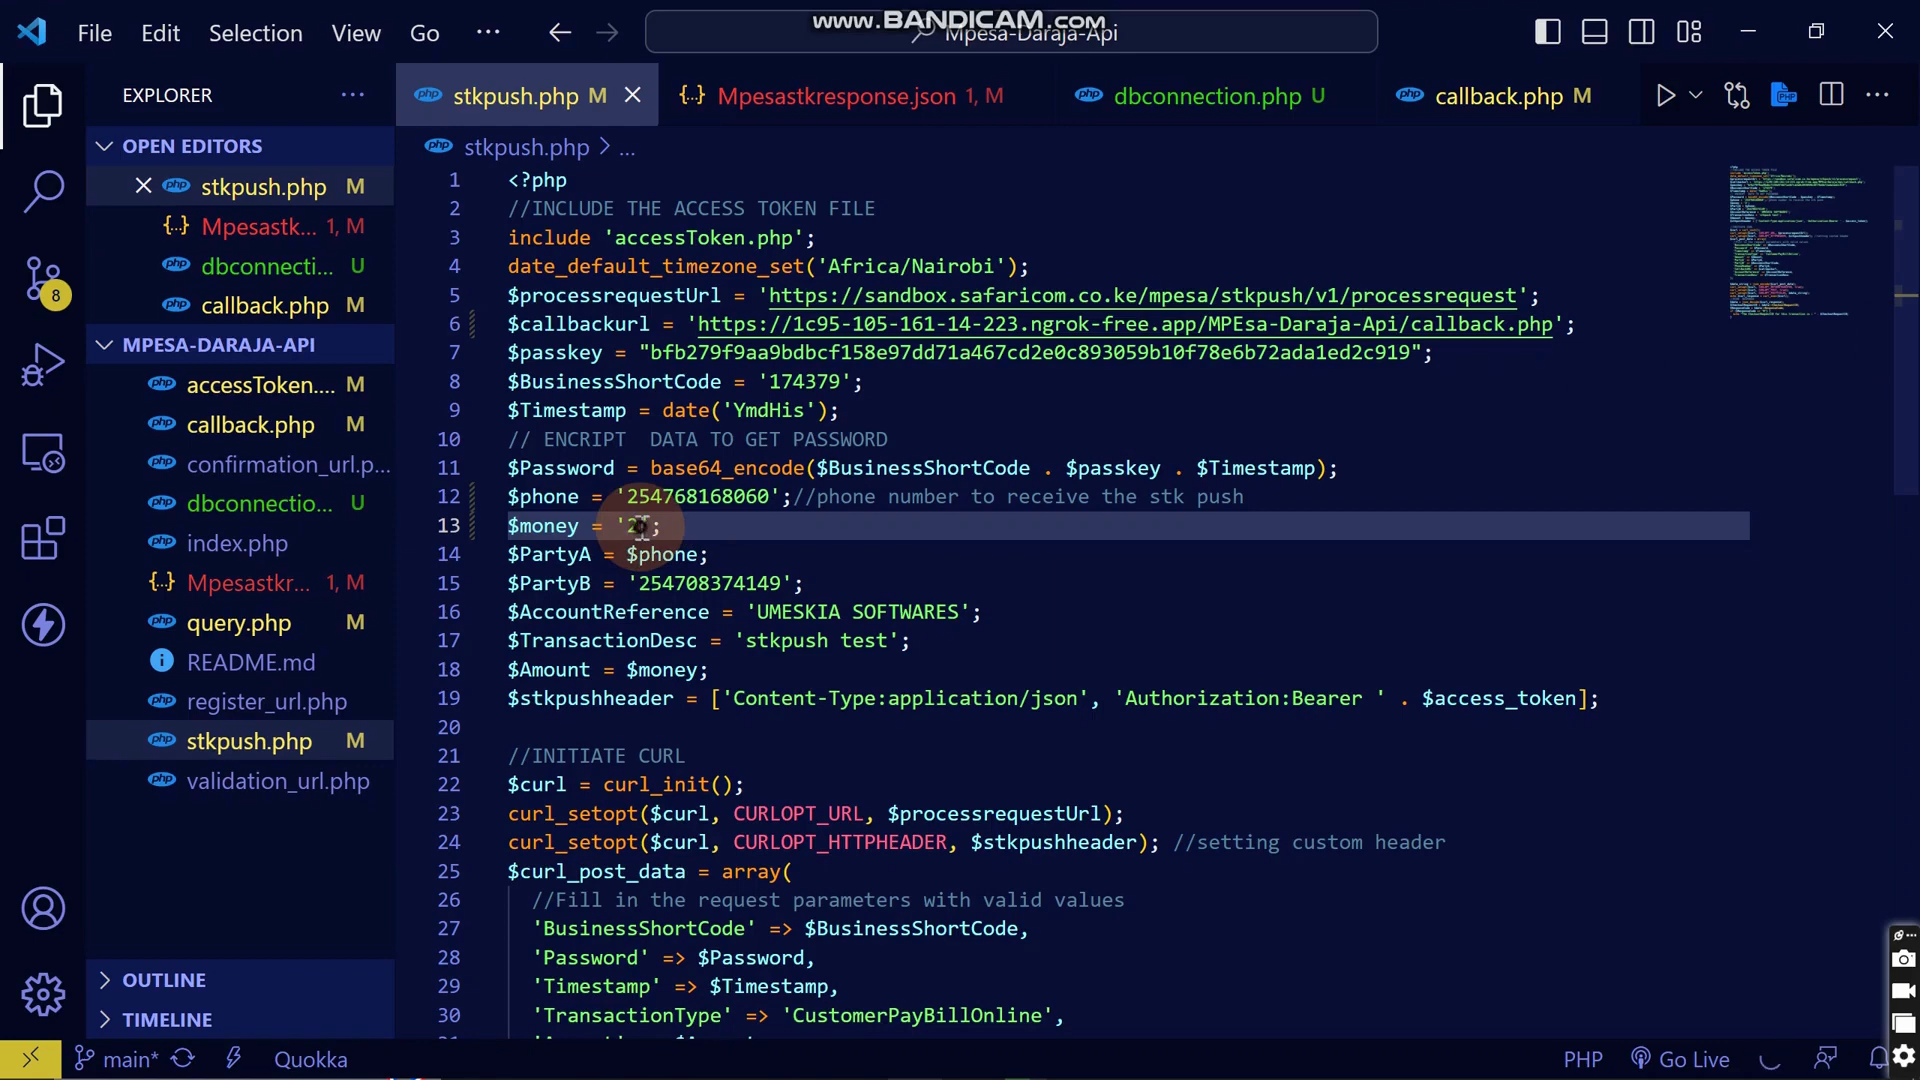 www.BANDICAM.com
File Edit Selection View Go ... Mpesa-Daraja-Api
EXPLORER ...
stkpush.php M
Mpesastkresponse.json 1, M
dbconnection.php U
callback.php M
OPEN EDITORS
stkpush.php M
Mpesastk... 1, M
dbconnecti... U
callback.php M
MPESA-DARAJA-API
accessToken.... M
callback.php M
confirmation_url.p...
dbconnectio... U
index.php
Mpesastkr... 1, M
query.php M
README.md
register_url.php
stkpush.php M
validation_url.php
OUTLINE
TIMELINE
8
stkpush.php > ...
1 <?php
2 //INCLUDE THE ACCESS TOKEN FILE
3 include 'accessToken.php';
4 date_default_timezone_set('Africa/Nairobi');
5 $processrequestUrl = 'https://sandbox.safaricom.co.ke/mpesa/stkpush/v1/processrequest';
6 $callbackurl = 'https://1c95-105-161-14-223.ngrok-free.app/MPEsa-Daraja-Api/callback.php';
7 $passkey = "bfb279f9aa9bdbcf158e97dd71a467cd2e0c893059b10f78e6b72ada1ed2c919";
8 $BusinessShortCode = '174379';
9 $Timestamp = date('YmdHis');
10 // ENCRIPT  DATA TO GET PASSWORD
11 $Password = base64_encode($BusinessShortCode . $passkey . $Timestamp);
12 $phone = '254768168060';//phone number to receive the stk push
13 $money = '2';
14 $PartyA = $phone;
15 $PartyB = '254708374149';
16 $AccountReference = 'UMESKIA SOFTWARES';
17 $TransactionDesc = 'stkpush test';
18 $Amount = $money;
19 $stkpushheader = ['Content-Type:application/json', 'Authorization:Bearer ' . $access_token];
20
21 //INITIATE CURL
22 $curl = curl_init();
23 curl_setopt($curl, CURLOPT_URL, $processrequestUrl);
24 curl_setopt($curl, CURLOPT_HTTPHEADER, $stkpushheader); //setting custom header
25 $curl_post_data = array(
26 //Fill in the request parameters with valid values
27 'BusinessShortCode' => $BusinessShortCode,
28 'Password' => $Password,
29 'Timestamp' => $Timestamp,
30 'TransactionType' => 'CustomerPayBillOnline',
main* Quokka PHP Go Live